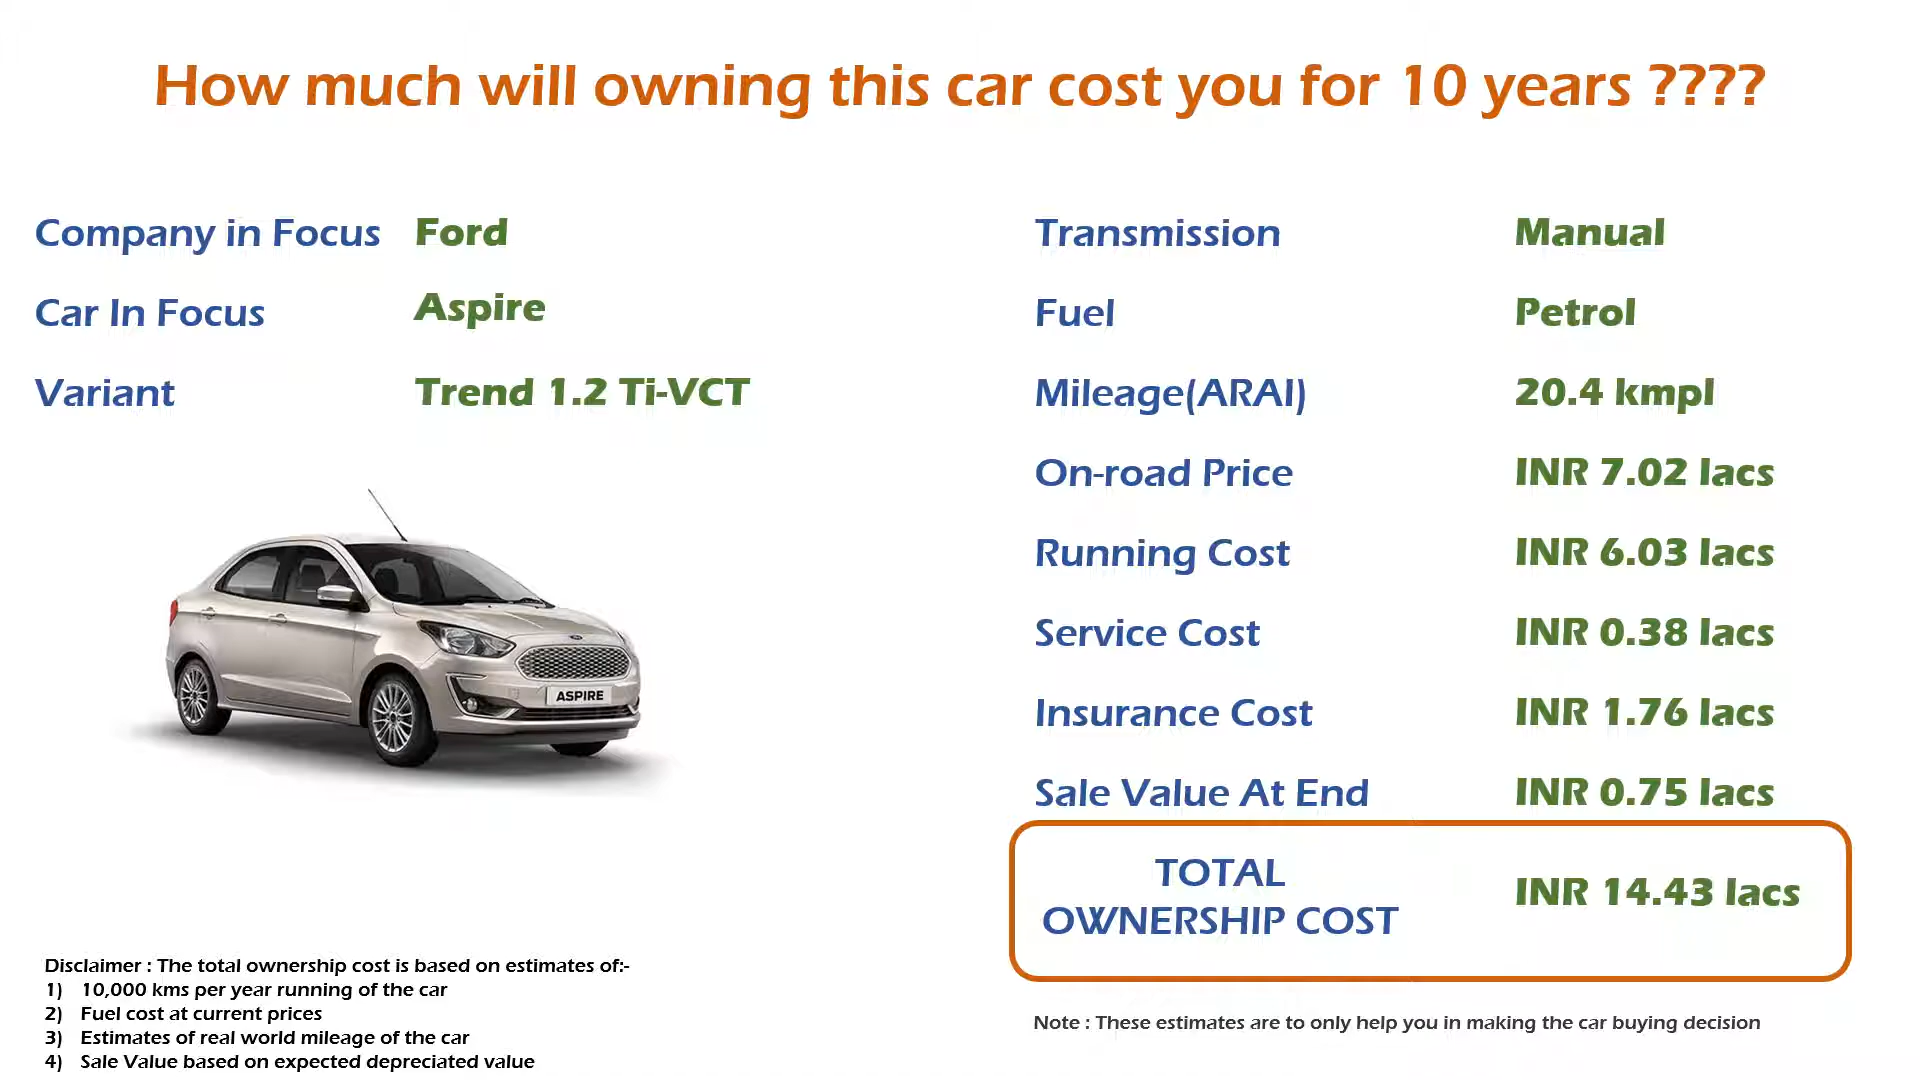 How much will owning this car cost you for 10 years ????
Company in Focus Ford
Car In Focus Aspire
Variant Trend 1.2 Ti-VCT
ASPIRE
Transmission Manual
Fuel Petrol
Mileage(ARAI) 20.4 kmpl
On-road Price INR 7.02 lacs
Running Cost INR 6.03 lacs
Service Cost INR 0.38 lacs
Insurance Cost INR 1.76 lacs
Sale Value At End INR 0.75 lacs
TOTAL
OWNERSHIP COST INR 14.43 lacs
Disclaimer : The total ownership cost is based on estimates of:-
1) 10,000 kms per year running of the car
2) Fuel cost at current prices
3) Estimates of real world mileage of the car
4) Sale Value based on expected depreciated value
Note : These estimates are to only help you in making the car buying decision